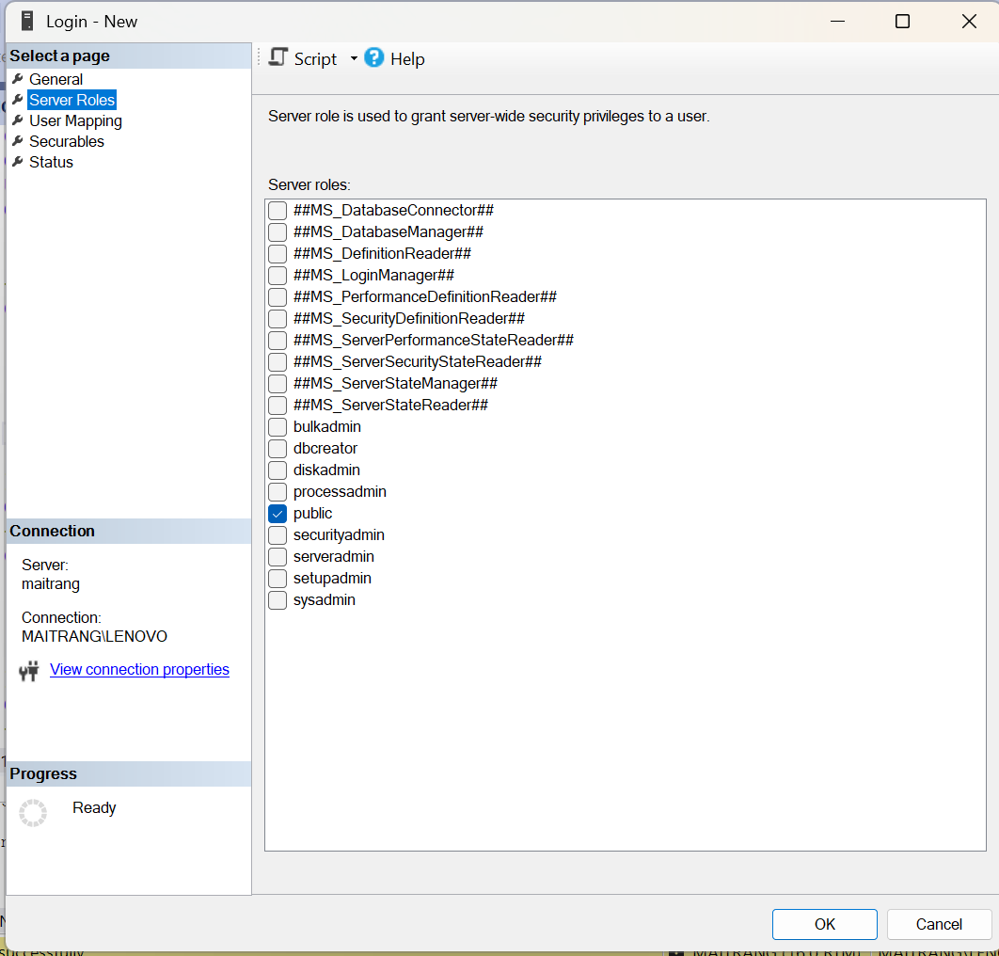 Login - New
Select a page
General
Server Roles
User Mapping
Securables
Status
Script
Help
Server role is used to grant server-wide security privileges to a user.
Server roles:
##MS_DatabaseConnector##
##MS_DatabaseManager##
##MS_DefinitionReader##
##MS_LoginManager##
##MS_PerformanceDefinitionReader##
##MS_SecurityDefinitionReader##
##MS_ServerPerformanceStateReader##
##MS_ServerSecurityStateReader##
##MS_ServerStateManager##
##MS_ServerStateReader##
bulkadmin
dbcreator
diskadmin
processadmin
public
securityadmin
serveradmin
setupadmin
sysadmin
Connection
Server:
maitrang
Connection:
MAITRANG\LENOVO
View connection properties
Progress
Ready
OK
Cancel